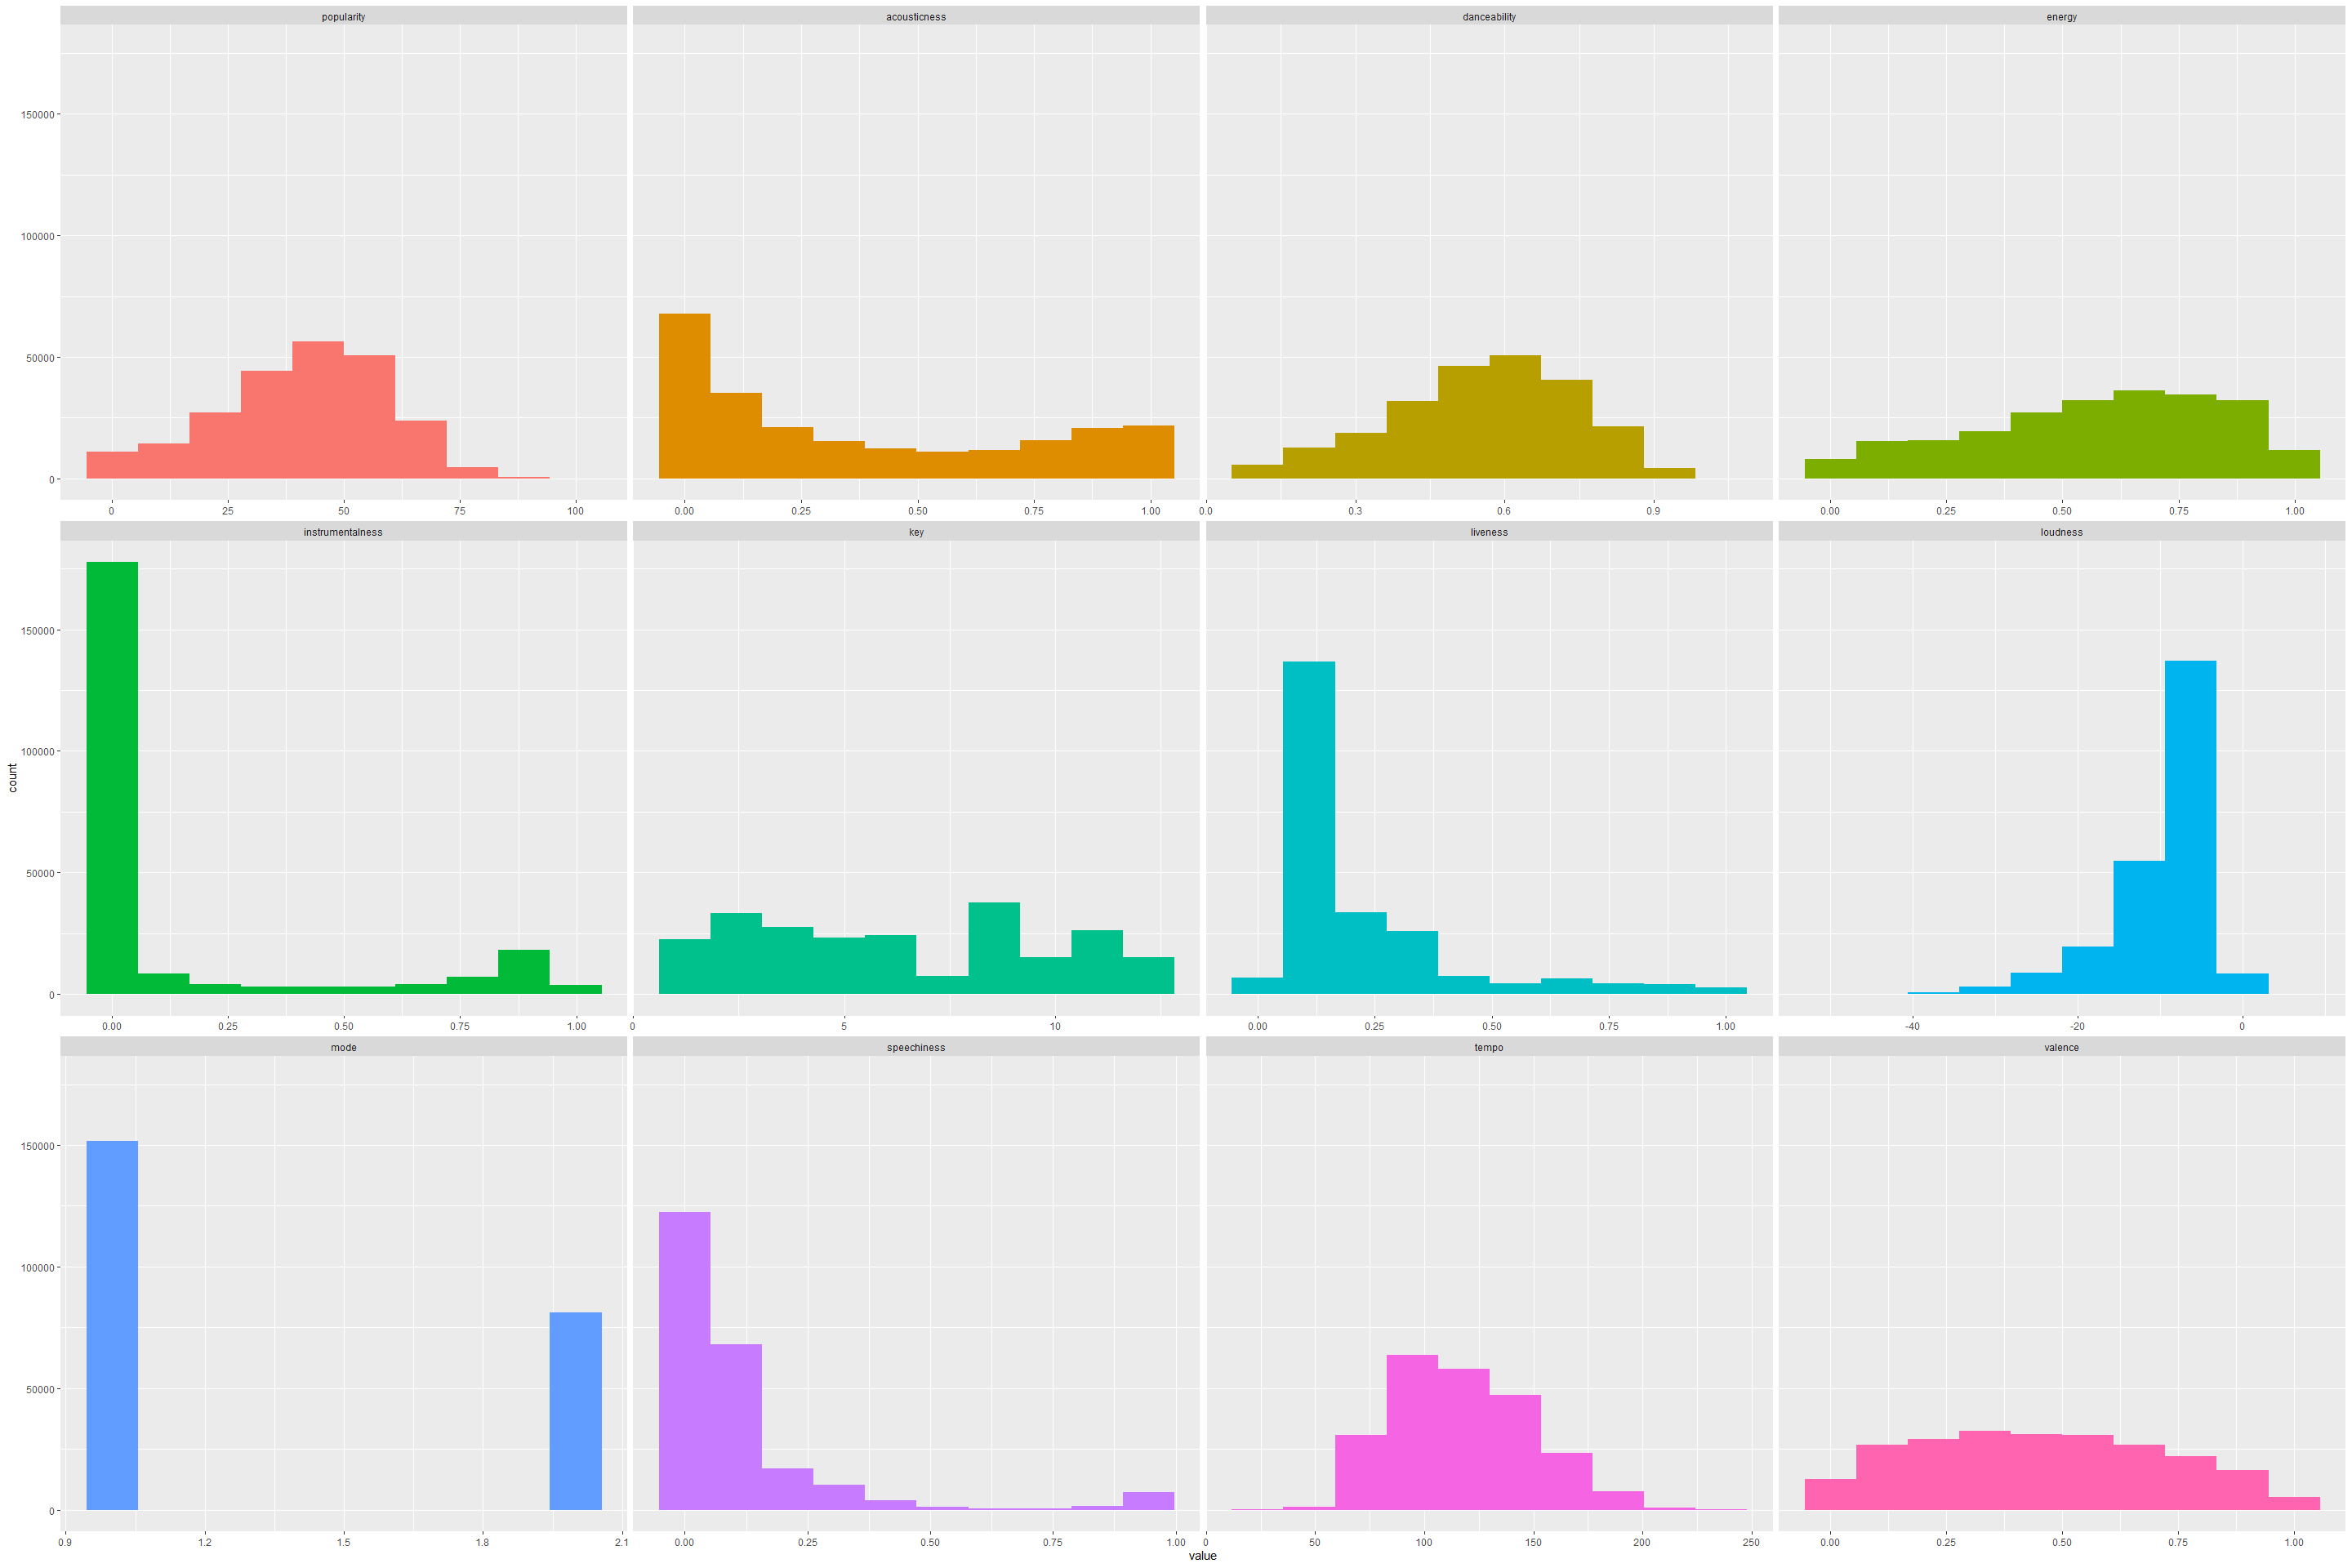 popularity acousticness danceability energy
150000
100000
50000
0
0 25 50 75 100 0.00 0.25 0.50 0.75 1.00 0.0 0.3 0.6 0.9 0.00 0.25 0.50 0.75 1.00
instrumentalness key liveness loudness
150000
100000
count
50000
0
0.00 0.25 0.50 0.75 1.00 0 5 10 0.00 0.25 0.50 0.75 1.00 -40 -20 0
mode speechiness tempo valence
150000
100000
50000
0
0.9 1.2 1.5 1.8 2.1 0.00 0.25 0.50 0.75 1.00 0 50 100 150 200 250 0.00 0.25 0.50 0.75 1.00
value